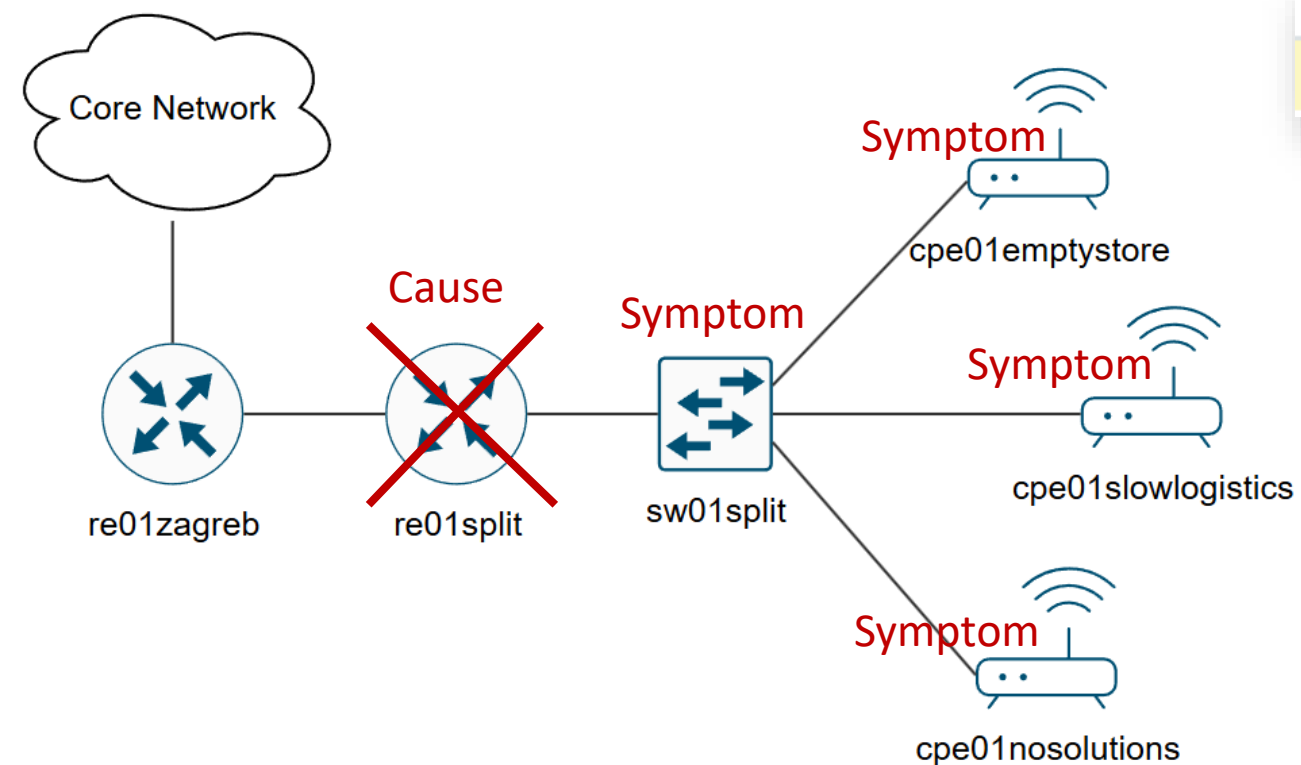 Core Network
Symptom
cpe01emptystore
Cause
Symptom
Symptom
re01zagreb
re01split
sw01split
cpe01slowlogistics
Symptom
cpe01nosolutions